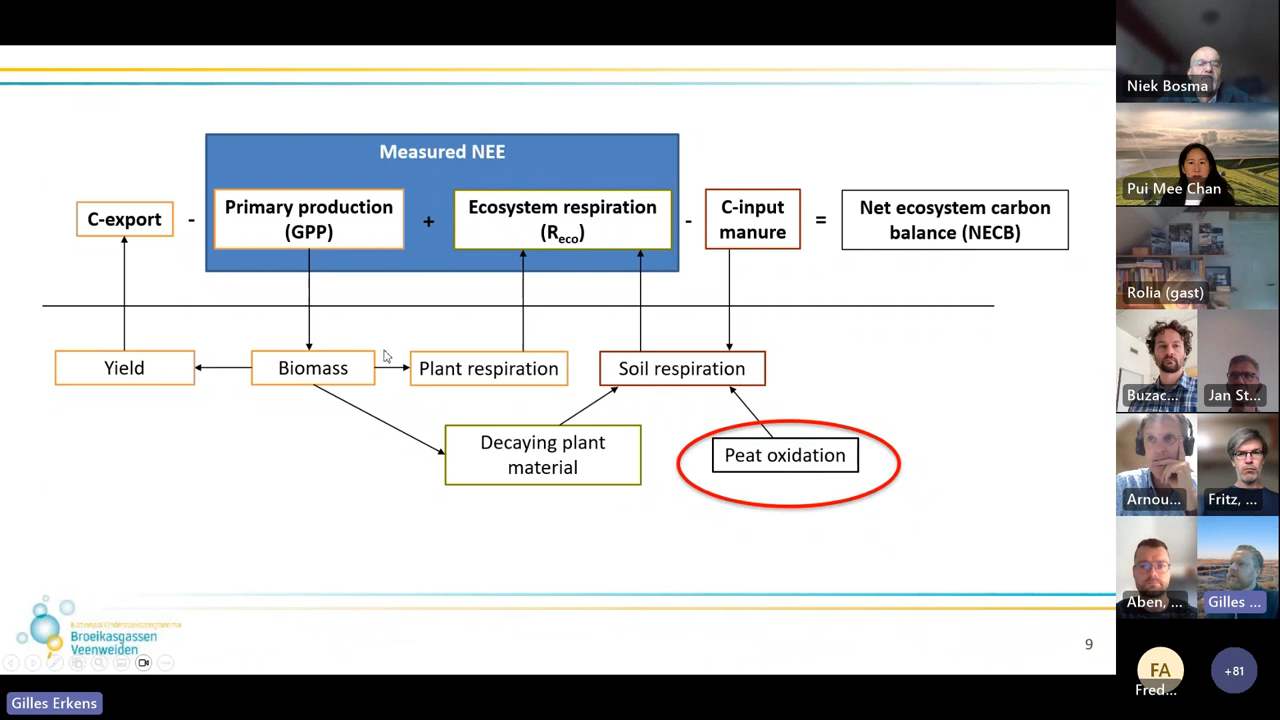 Measured NEE
C-export
-
Primary production
(GPP)
+
Ecosystem respiration
(Reco)
-
C-input
manure
=
Net ecosystem carbon
balance (NECB)
Yield
Biomass
Plant respiration
Soil respiration
Decaying plant
material
Peat oxidation
Broeikasgassen
Veenweiden
9
Gilles Erkens
Niek Bosma
Pui Mee Chan
Rolia (gast)
Buzac...
Jan St...
Arnou...
Fritz, ...
Aben, ...
Gilles ...
FA
Fred...
+81